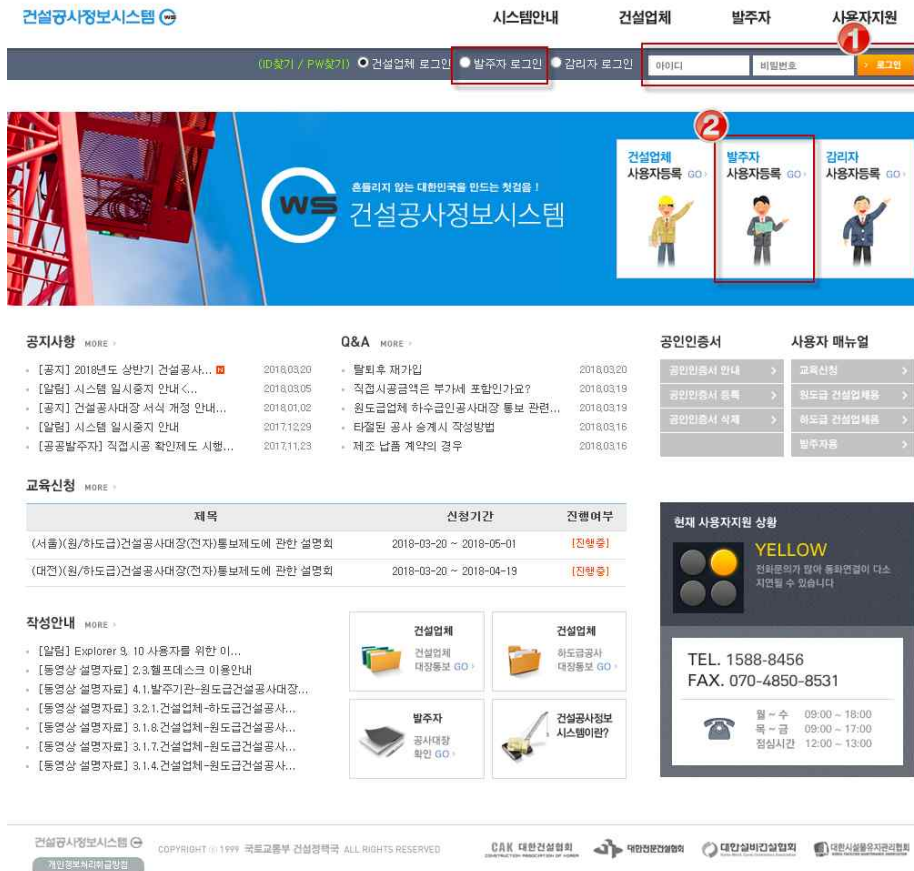 건설공사정보시스템 CWS
시스템안내 건설업체 발주자 사용자지원
1
(ID찾기 / PW찾기) 건설업체 로그인 발주자 로그인 감리자 로그인 아이디 비밀번호 › 로그인
2
흔들리지 않는 대한민국을 만드는 첫걸음 !
CWS 건설공사정보시스템
건설업체
사용자등록 GO ›
발주자
사용자등록 GO ›
감리자
사용자등록 GO ›
공지사항 MORE ›
[공지] 2018년도 상반기 건설공사... N 2018.03.20
[알림] 시스템 일시중지 안내<... 2018.03.05
[공지] 건설공사대장 서식 개정 안내... 2018.01.02
[알림] 시스템 일시중지 안내 2017.12.29
[공공발주자] 직접시공 확인제도 시행... 2017.11.23
Q&A MORE ›
탈퇴후 재가입 2018.03.20
직접시공금액은 부가세 포함인가요? 2018.03.19
원도급업체 하수급인공사대장 통보 관련... 2018.03.19
타절된 공사 승계시 작성방법 2018.03.16
제조 납품 계약의 경우 2018.03.16
공인인증서
공인인증서 안내 ›
공인인증서 등록 ›
공인인증서 삭제 ›
사용자 매뉴얼
교육신청 ›
원도급 건설업체용 ›
하도급 건설업체용 ›
발주자용 ›
교육신청 MORE ›
제목 신청기간 진행여부
(서울)(원/하도급)건설공사대장(전자)통보제도에 관한 설명회 2018-03-20 ~ 2018-05-01 [진행중]
(대전)(원/하도급)건설공사대장(전자)통보제도에 관한 설명회 2018-03-20 ~ 2018-04-19 [진행중]
현재 사용자지원 상황
YELLOW
전화문의가 많아 통화연결이 다소
지연될 수 있습니다
작성안내 MORE ›
[알림] Explorer 9, 10 사용자를 위한 이...
[동영상 설명자료] 2.3.헬프데스크 이용안내
[동영상 설명자료] 4.1.발주기관-원도급건설공사대장...
[동영상 설명자료] 3.2.1.건설업체-하도급건설공사...
[동영상 설명자료] 3.1.8.건설업체-원도급건설공사...
[동영상 설명자료] 3.1.7.건설업체-원도급건설공사...
[동영상 설명자료] 3.1.4.건설업체-원도급건설공사...
건설업체
건설업체
대장통보 GO ›
건설업체
하도급공사
대장통보 GO ›
발주자
공사대장
확인 GO ›
건설공사정보
시스템이란?
TEL. 1588-8456
FAX. 070-4850-8531
월 ~ 수 09:00 ~ 18:00
목 ~ 금 09:00 ~ 17:00
점심시간 12:00 ~ 13:00
건설공사정보시스템
개인정보처리취급방침
COPYRIGHT ⓒ 1999 국토교통부 건설정책국 ALL RIGHTS RESERVED
CAK 대한건설협회
CONSTRUCTION ASSOCIATION OF KOREA
대한전문건설협회
대한설비건설협회
대한시설물유지관리협회